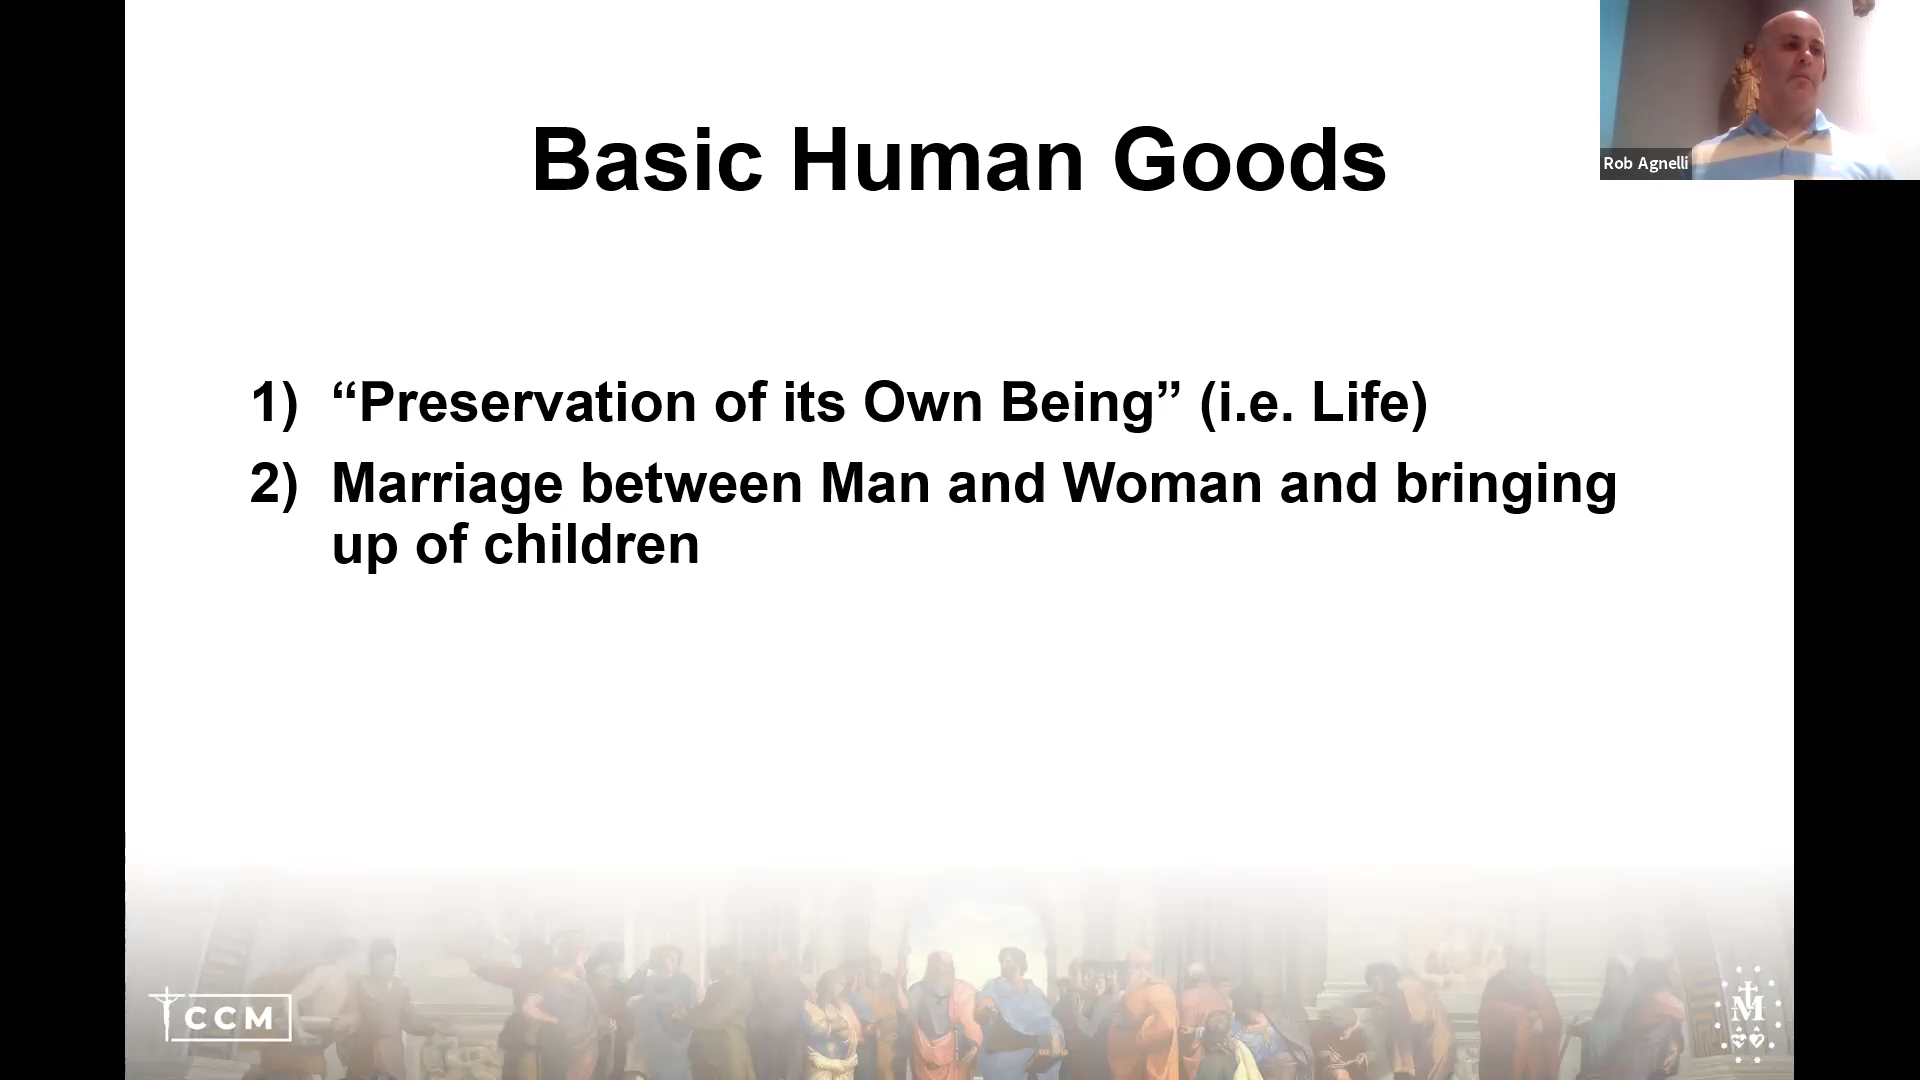 Basic Human Goods
Rob Agnelli
1) “Preservation of its Own Being” (i.e. Life)
2) Marriage between Man and Woman and bringing
up of children
CCM
M